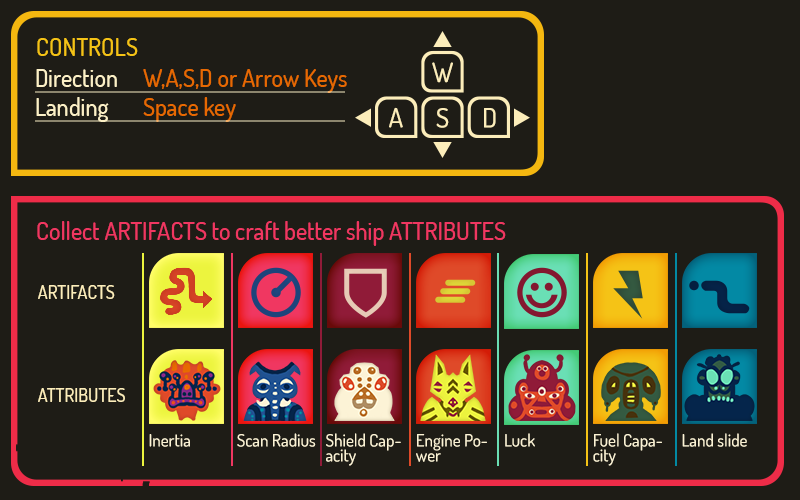 CONTROLS
Direction W,A,S,D or Arrow Keys
Landing Space key
W
A S D
Collect ARTIFACTS to craft better ship ATTRIBUTES
ARTIFACTS
ATTRIBUTES
Inertia
Scan Radius
Shield Cap-
acity
Engine Po-
wer
Luck
Fuel Capa-
city
Land slide